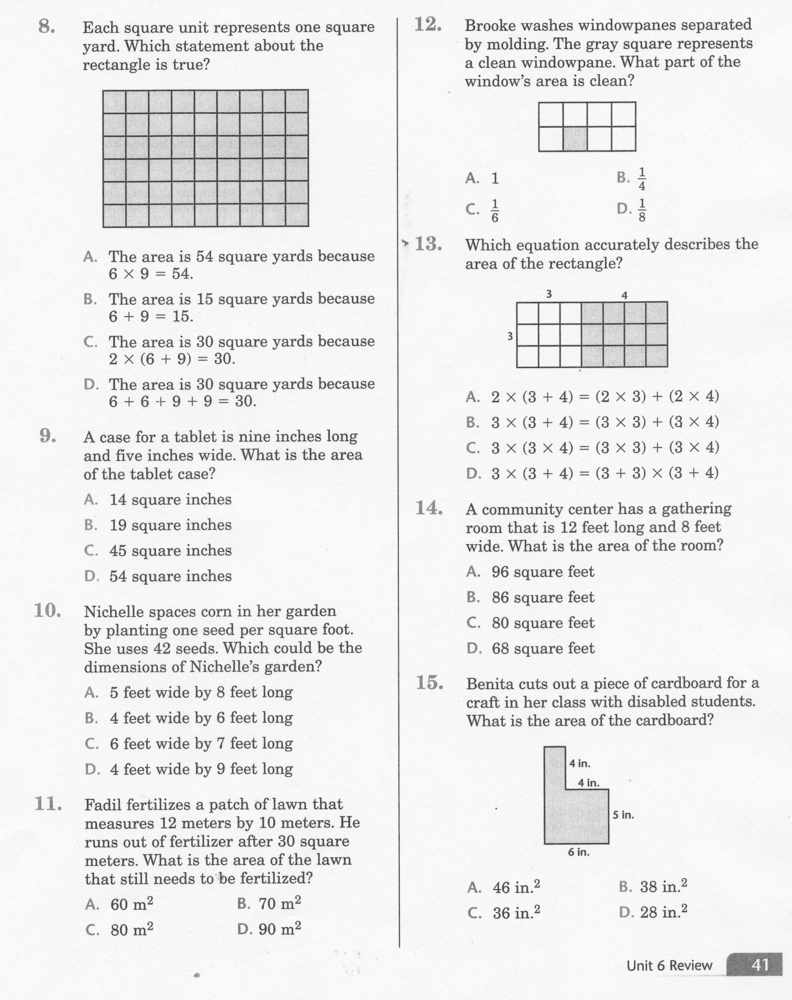 8.
Each square unit represents one square
yard. Which statement about the
rectangle is true?
A. The area is 54 square yards because
6 × 9 = 54.
B. The area is 15 square yards because
6 + 9 = 15.
C. The area is 30 square yards because
2 × (6 + 9) = 30.
D. The area is 30 square yards because
6 + 6 + 9 + 9 = 30.
9.
A case for a tablet is nine inches long
and five inches wide. What is the area
of the tablet case?
A. 14 square inches
B. 19 square inches
C. 45 square inches
D. 54 square inches
10.
Nichelle spaces corn in her garden
by planting one seed per square foot.
She uses 42 seeds. Which could be the
dimensions of Nichelle's garden?
A. 5 feet wide by 8 feet long
B. 4 feet wide by 6 feet long
C. 6 feet wide by 7 feet long
D. 4 feet wide by 9 feet long
11.
Fadil fertilizes a patch of lawn that
measures 12 meters by 10 meters. He
runs out of fertilizer after 30 square
meters. What is the area of the lawn
that still needs to be fertilized?
A. 60 m²
B. 70 m²
C. 80 m²
D. 90 m²
12.
Brooke washes windowpanes separated
by molding. The gray square represents
a clean windowpane. What part of the
window's area is clean?
A. 1
B. 1/4
C. 1/6
D. 1/8
13.
Which equation accurately describes the
area of the rectangle?
3
4
3
A. 2 × (3 + 4) = (2 × 3) + (2 × 4)
B. 3 × (3 + 4) = (3 × 3) + (3 × 4)
C. 3 × (3 × 4) = (3 × 3) + (3 × 4)
D. 3 × (3 + 4) = (3 + 3) × (3 + 4)
14.
A community center has a gathering
room that is 12 feet long and 8 feet
wide. What is the area of the room?
A. 96 square feet
B. 86 square feet
C. 80 square feet
D. 68 square feet
15.
Benita cuts out a piece of cardboard for a
craft in her class with disabled students.
What is the area of the cardboard?
4 in.
4 in.
5 in.
6 in.
A. 46 in.²
B. 38 in.²
C. 36 in.²
D. 28 in.²
Unit 6 Review 41